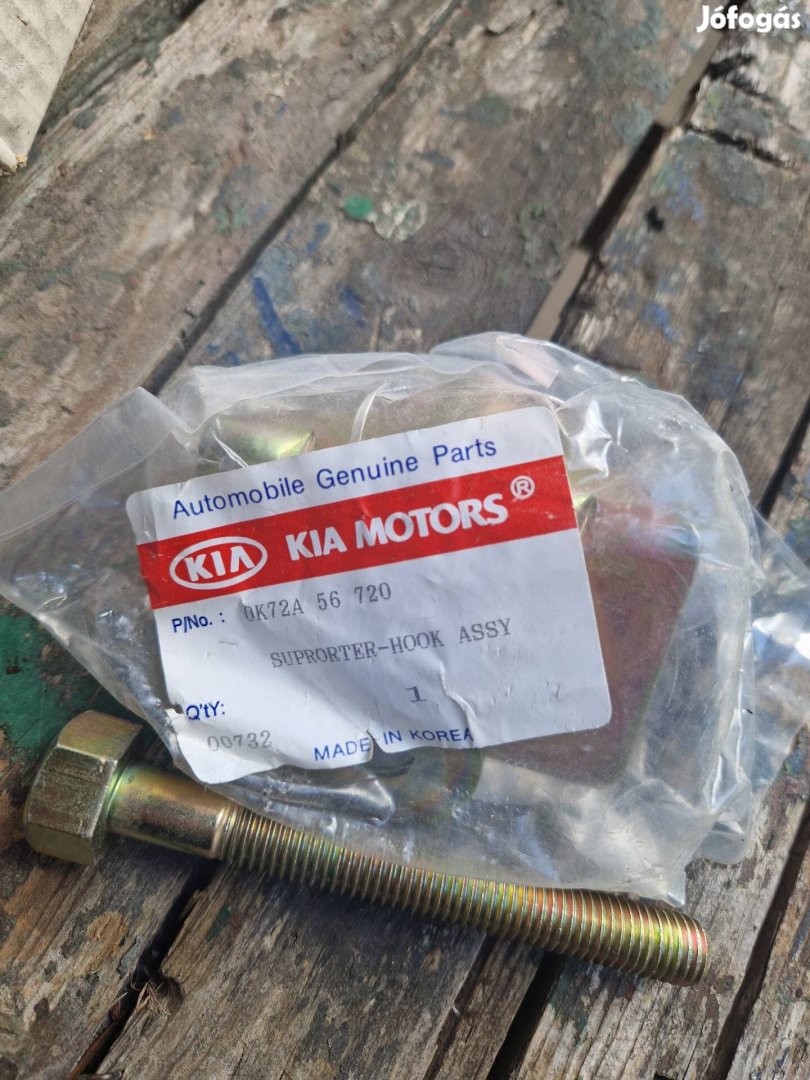 Jófogás
Automobile Genuine Parts
KIA KIA MOTORS®
P/No. : 0K72A 56 720
SUPRORTER-HOOK ASSY
Q'tY: 1
00732 MADE IN KOREA